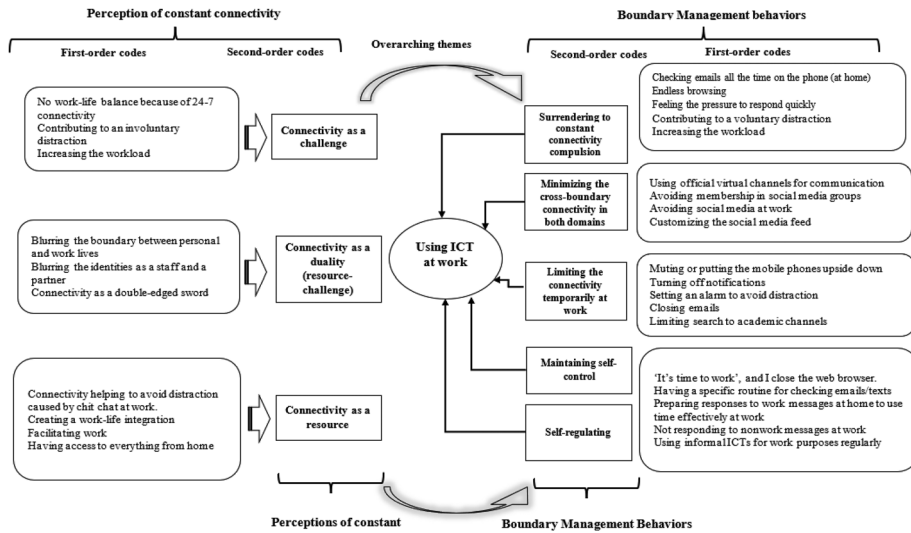 Perception of constant connectivity
Boundary Management behaviors
First-order codes
Second-order codes
Overarching themes
Second-order codes
First-order codes
No work-life balance because of 24-7
connectivity
Contributing to an involuntary
distraction
Increasing the workload
Connectivity as a
challenge
Surrendering to
constant
connectivity
compulsion
Checking emails all the time on the phone (at home)
Endless browsing
Feeling the pressure to respond quickly
Contributing to a voluntary distraction
Increasing the workload
Minimizing the
cross-boundary
connectivity in
both domains
Using official virtual channels for communication
Avoiding membership in social media groups
Avoiding social media at work
Customizing the social media feed
Blurring the boundary between personal
and work lives
Blurring the identities as a staff and a
partner
Connectivity as a double-edged sword
Connectivity as a
duality
(resource-
challenge)
Using ICT
at work
Limiting the
connectivity
temporarily at
work
Muting or putting the mobile phones upside down
Turning off notifications
Setting an alarm to avoid distraction
Closing emails
Limiting search to academic channels
Maintaining self-
control
Self-regulating
'It's time to work', and I close the web browser.
Having a specific routine for checking emails/texts
Preparing responses to work messages at home to use
time effectively at work
Not responding to nonwork messages at work
Using informal ICTs for work purposes regularly
Connectivity helping to avoid distraction
caused by chit chat at work.
Creating a work-life integration
Facilitating work
Having access to everything from home
Connectivity as a
resource
Perceptions of constant
Boundary Management Behaviors